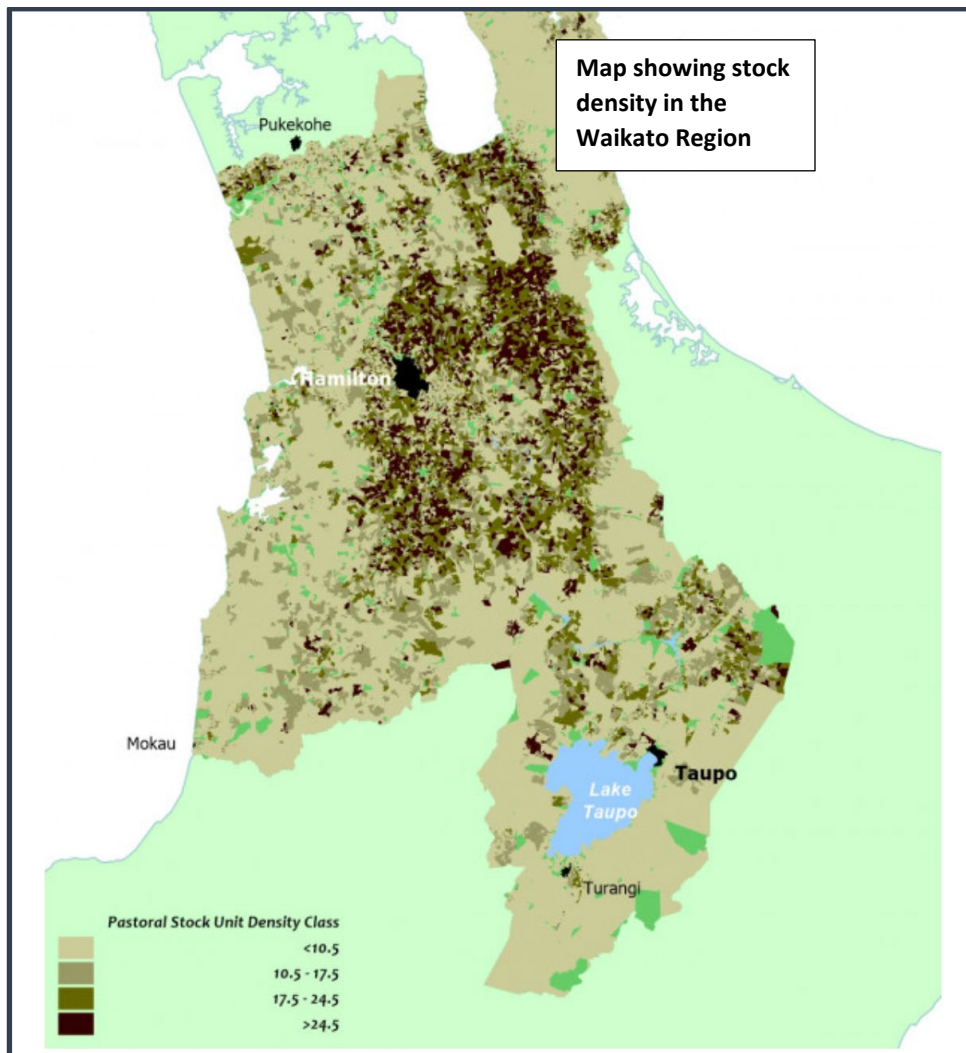 Map showing stock
density in the
Waikato Region
Pukekohe
Hamilton
Mokau
Taupo
Lake
Taupo
Turangi
Pastoral Stock Unit Density Class
<10.5
10.5 - 17.5
17.5 - 24.5
>24.5